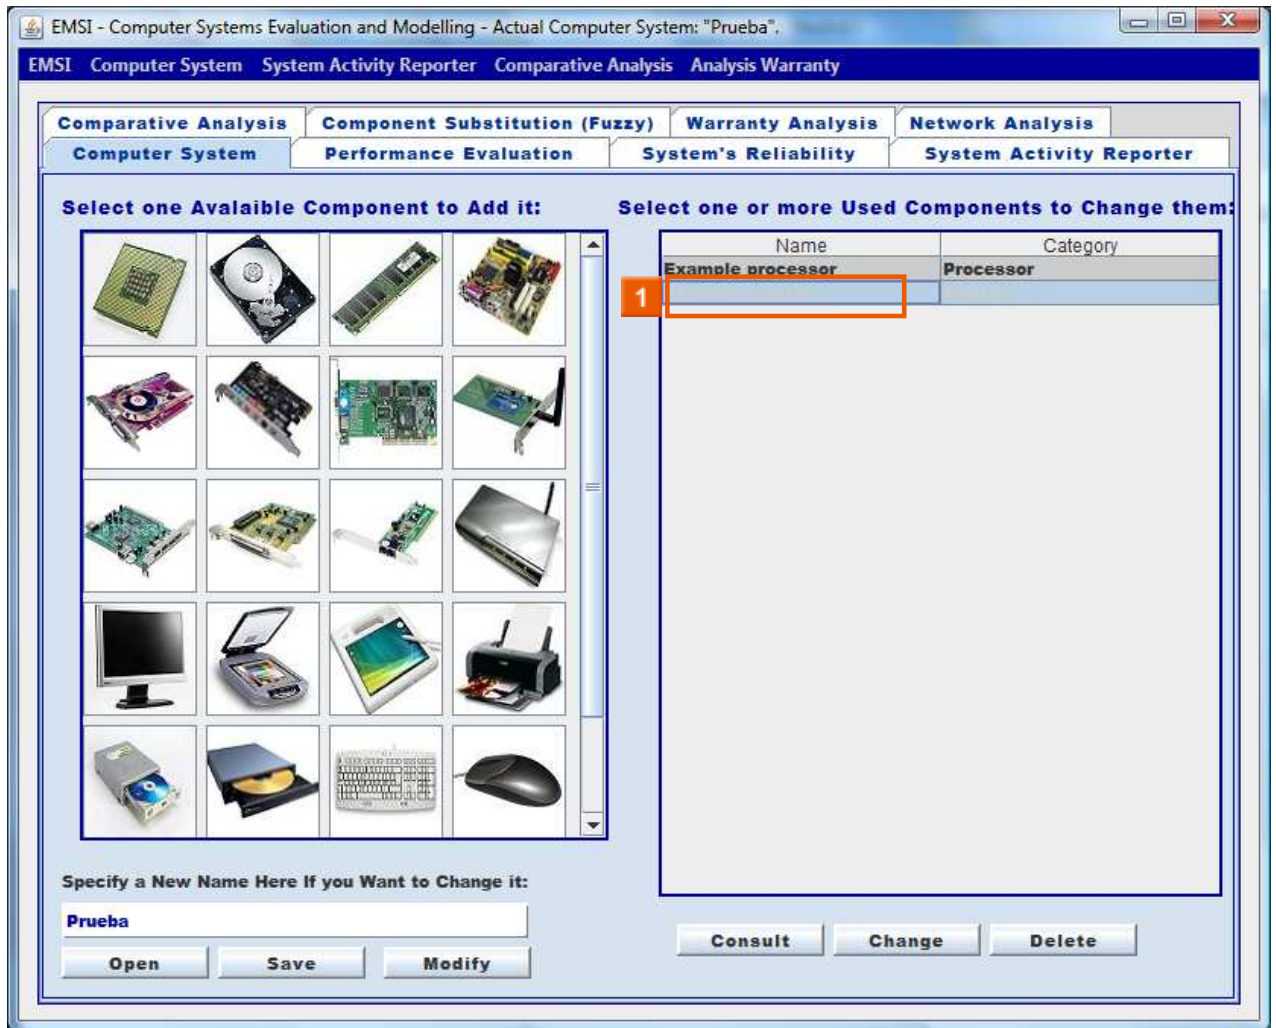 EMSI - Computer Systems Evaluation and Modelling - Actual Computer System: "Prueba".
EMSI Computer System System Activity Reporter Comparative Analysis Analysis Warranty
Comparative Analysis Component Substitution (Fuzzy) Warranty Analysis Network Analysis
Computer System Performance Evaluation System's Reliability System Activity Reporter
Select one Avalaible Component to Add it: Select one or more Used Components to Change them:
Name Category
Example processor Processor
1
Specify a New Name Here If you Want to Change it:
Prueba
Consult Change Delete
Open Save Modify